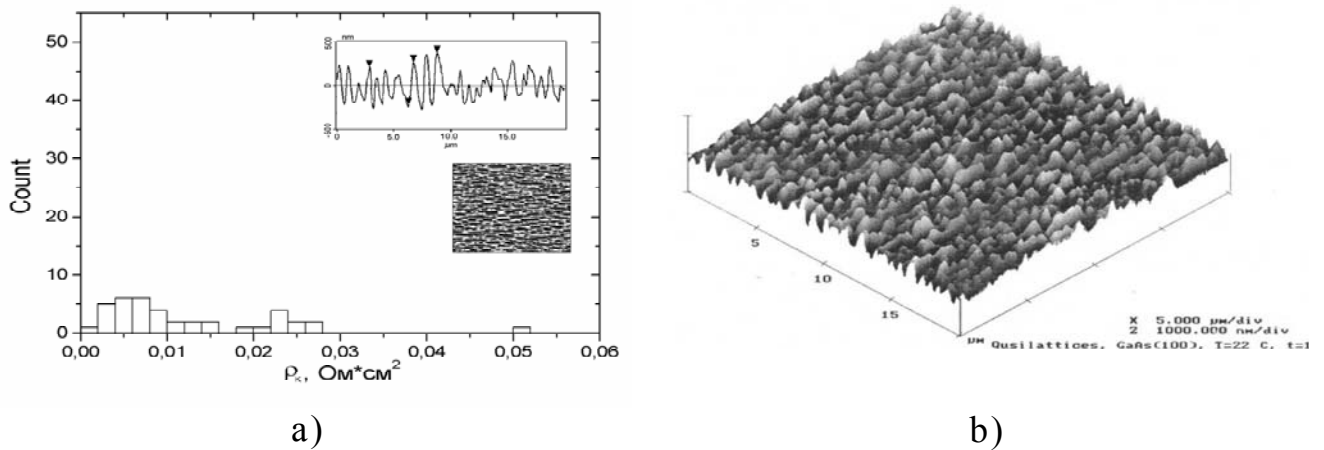 55
50
40
30
20
10
0
Count
0,00 0,01 0,02 0,03 0,04 0,05 0,06
ρк, Ом*см²
nm
500
0
-500
0 5.0 10.0 15.0
μm
a)
5
10
15
μm
X 5.000 μm/div
Z 1000.000 nm/div
Qusilattices, GaAs(100), T=22 C, t=1
b)